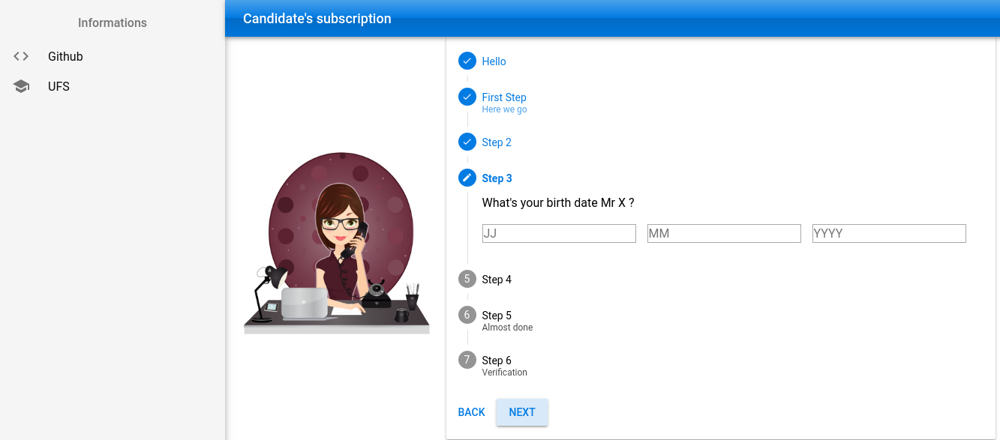 Informations
Github
UFS
Candidate's subscription
Hello
First Step
Here we go
Step 2
Step 3
What's your birth date Mr X ?
JJ MM YYYY
5 Step 4
6 Step 5
Almost done
7 Step 6
Verification
BACK NEXT